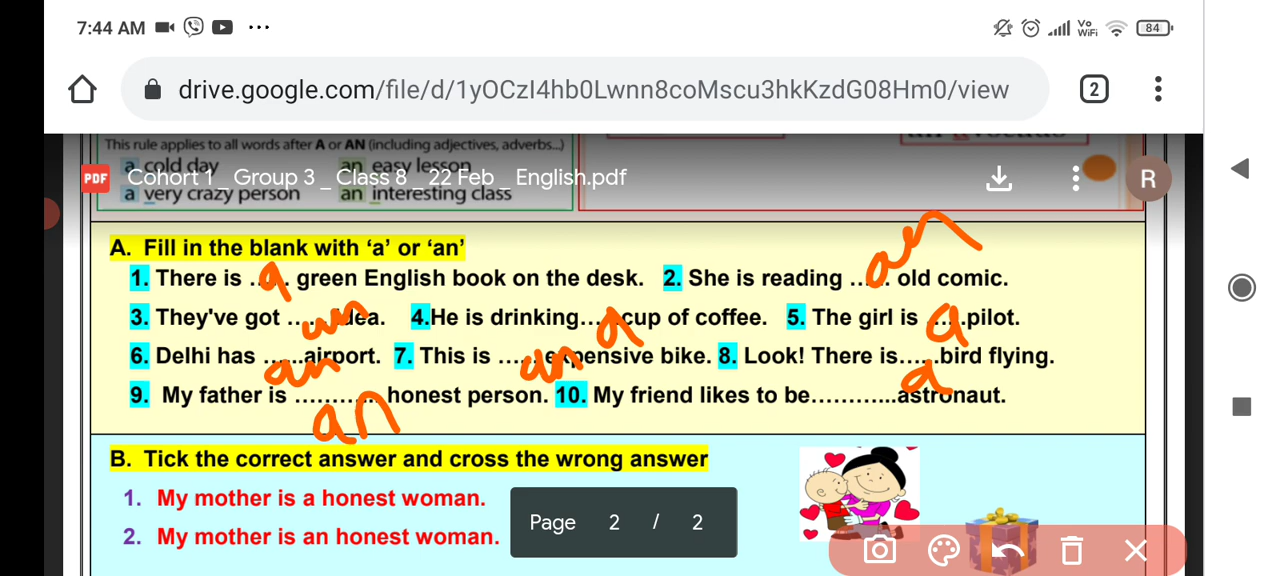 7:44 AM ... Vo WiFi 84
drive.google.com/file/d/1yOCzI4hb0Lwnn8coMscu3hkKzdG08Hm0/view 2
This rule applies to all words after A or AN (including adjectives, adverbs...)
a cold day an easy lesson
PDF Cohort 1 _ Group 3 _ Class 8 _ 22 Feb _ English.pdf R
a very crazy person an interesting class
A. Fill in the blank with ‘a’ or ‘an’
1. There is ..a.. green English book on the desk. 2. She is reading ..an.. old comic.
3. They've got ...an... idea. 4.He is drinking...a cup of coffee. 5. The girl is ..a..pilot.
6. Delhi has ..an...airport. 7. This is ...an..expensive bike. 8. Look! There is..a...bird flying.
9. My father is ....an....... honest person. 10. My friend likes to be............astronaut.
B. Tick the correct answer and cross the wrong answer
1. My mother is a honest woman.
2. My mother is an honest woman.
Page 2 / 2